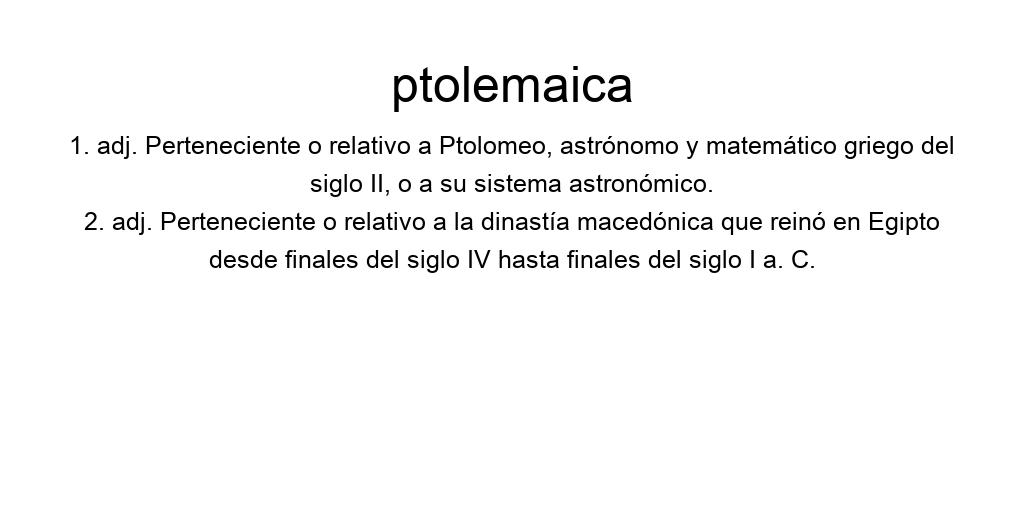 ptolemaica
1. adj. Perteneciente o relativo a Ptolomeo, astrónomo y matemático griego del
siglo II, o a su sistema astronómico.
2. adj. Perteneciente o relativo a la dinastía macedónica que reinó en Egipto
desde finales del siglo IV hasta finales del siglo I a. C.